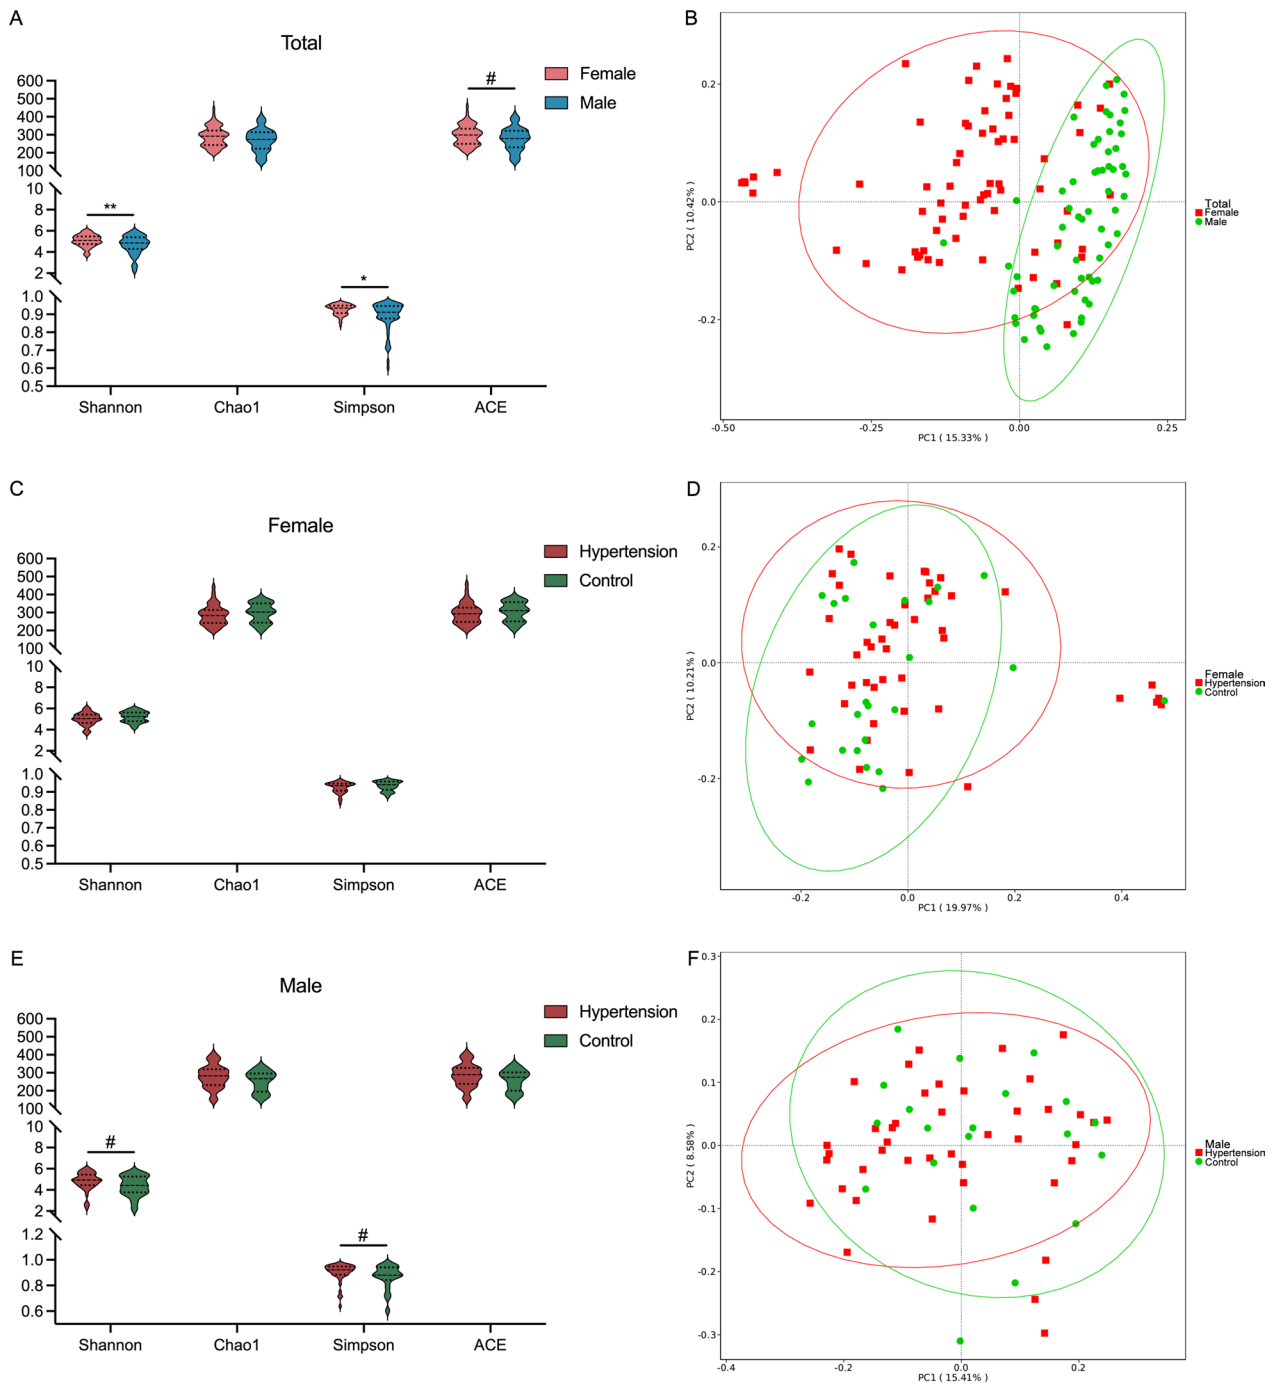 A
Total
600
500
400
300
200
100
10
8
6
4
2
1.0
0.9
0.8
0.7
0.6
0.5
**
*
#
Female
Male
Shannon Chao1 Simpson ACE
B
0.2
0.0
-0.2
PC2 ( 10.42% )
-0.50 -0.25 0.00 0.25
PC1 ( 15.33% )
Total
Female
Male
C
Female
600
500
400
300
200
100
10
8
6
4
2
1.0
0.9
0.8
0.7
0.6
0.5
Hypertension
Control
Shannon Chao1 Simpson ACE
D
0.2
0.0
-0.2
PC2 ( 10.21% )
-0.2 0.0 0.2 0.4
PC1 ( 19.97% )
Female
Hypertension
Control
E
Male
600
500
400
300
200
100
10
8
6
4
2
1.2
1.0
0.8
0.6
#
#
Hypertension
Control
Shannon Chao1 Simpson ACE
F
0.3
0.2
0.1
0.0
-0.1
-0.2
-0.3
PC2 ( 8.58% )
-0.4 -0.2 0.0 0.2
PC1 ( 15.41% )
Male
Hypertension
Control